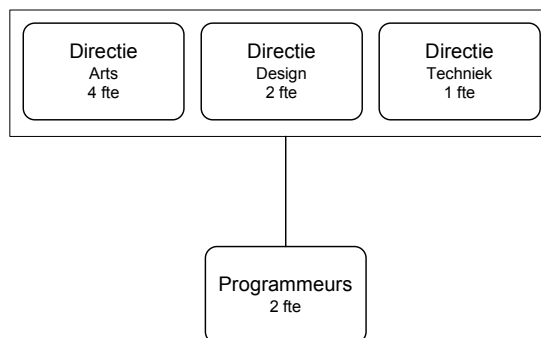 Directie
Arts
4 fte
Directie
Design
2 fte
Directie
Techniek
1 fte
Programmeurs
2 fte